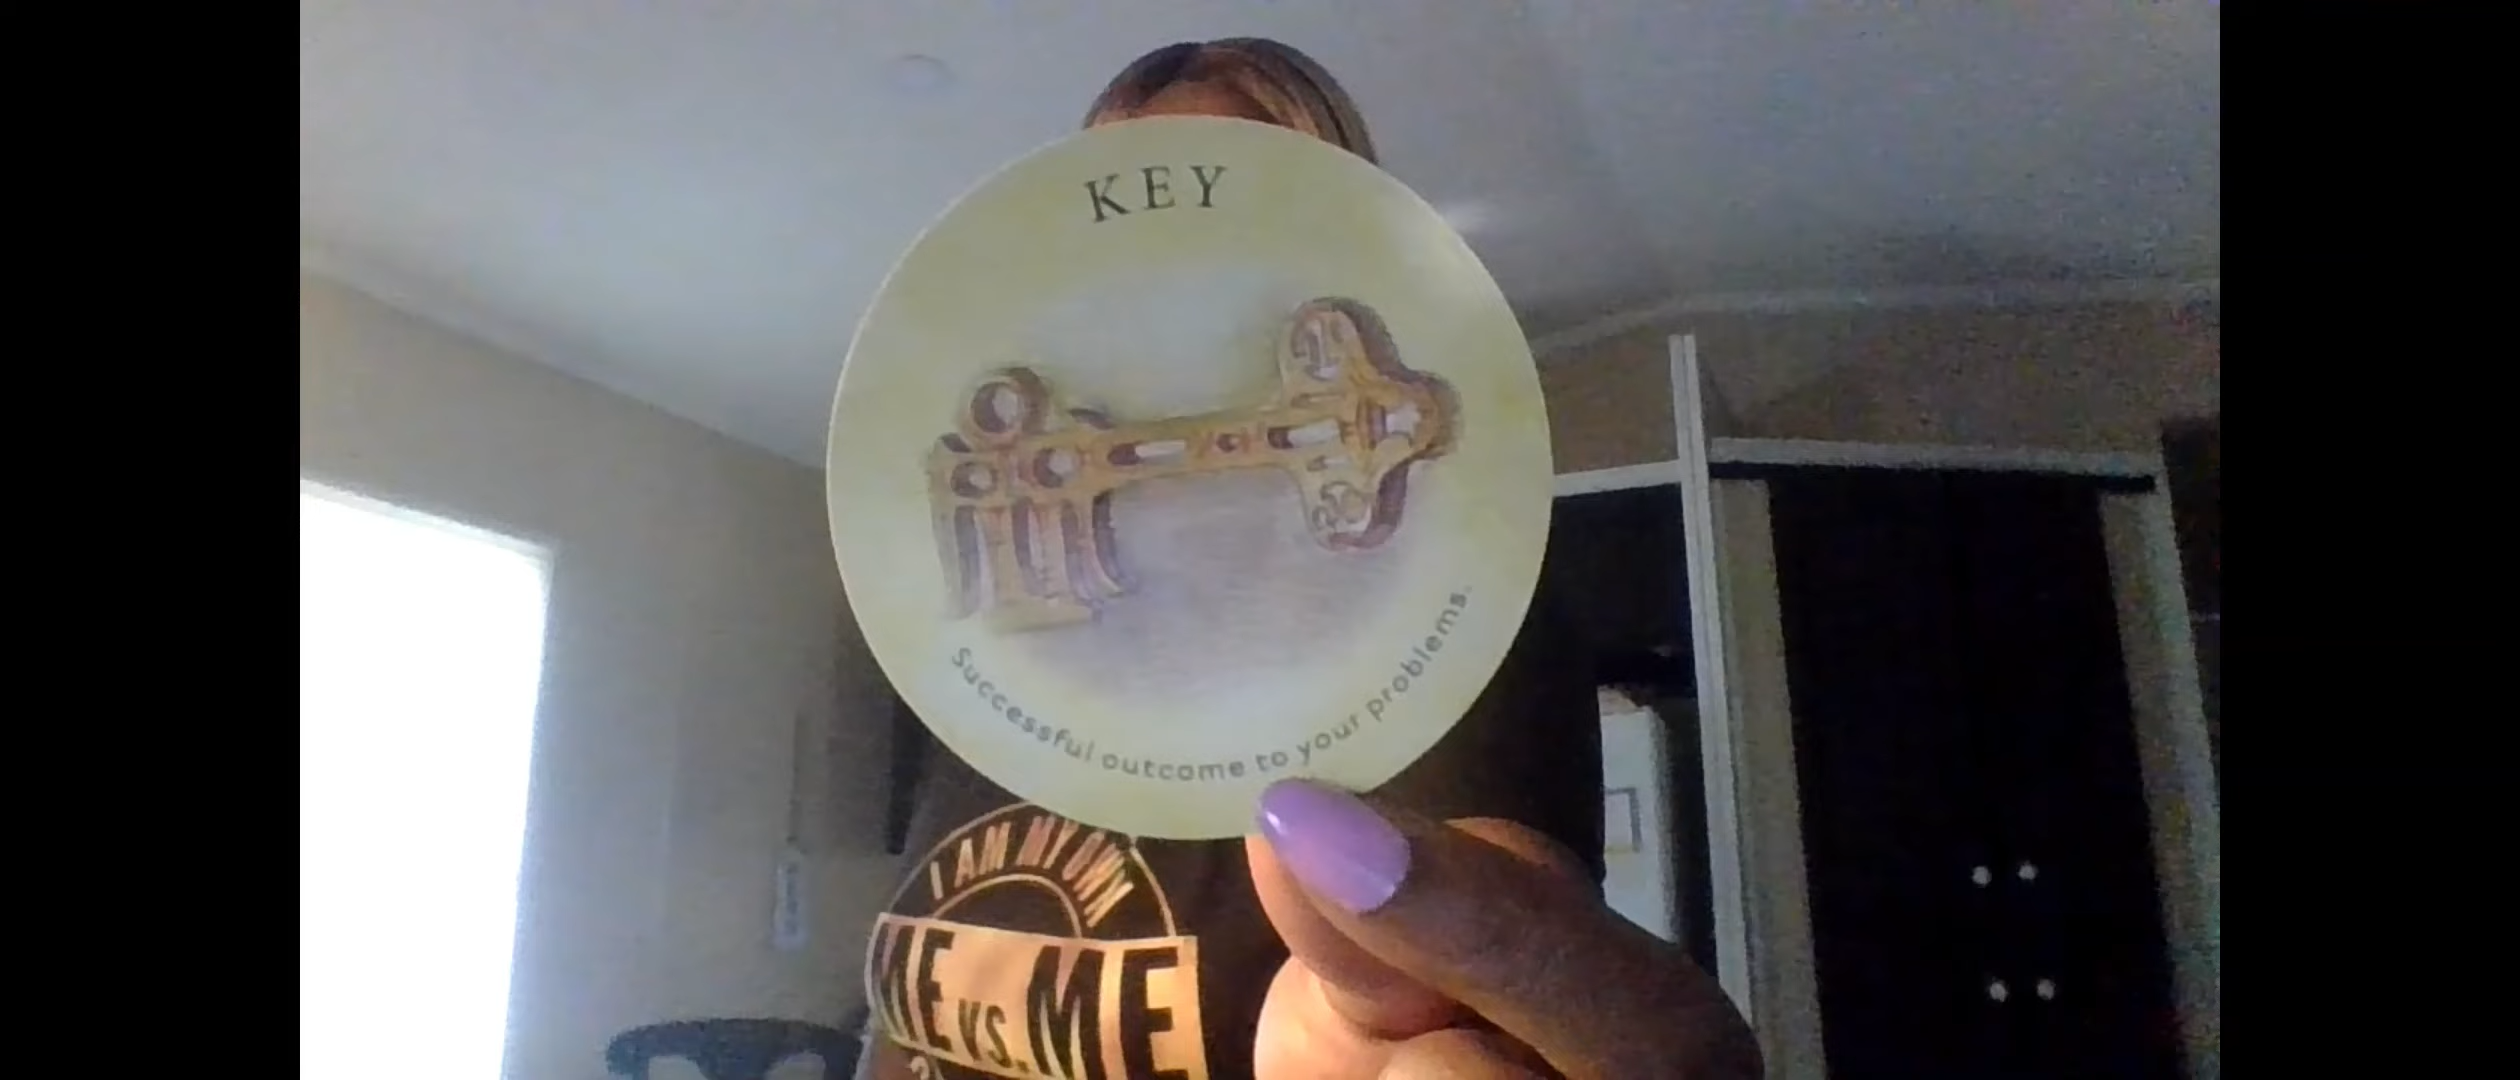 KEY
Successful outcome to your problems.
I AM MY OWN
ME VS. ME